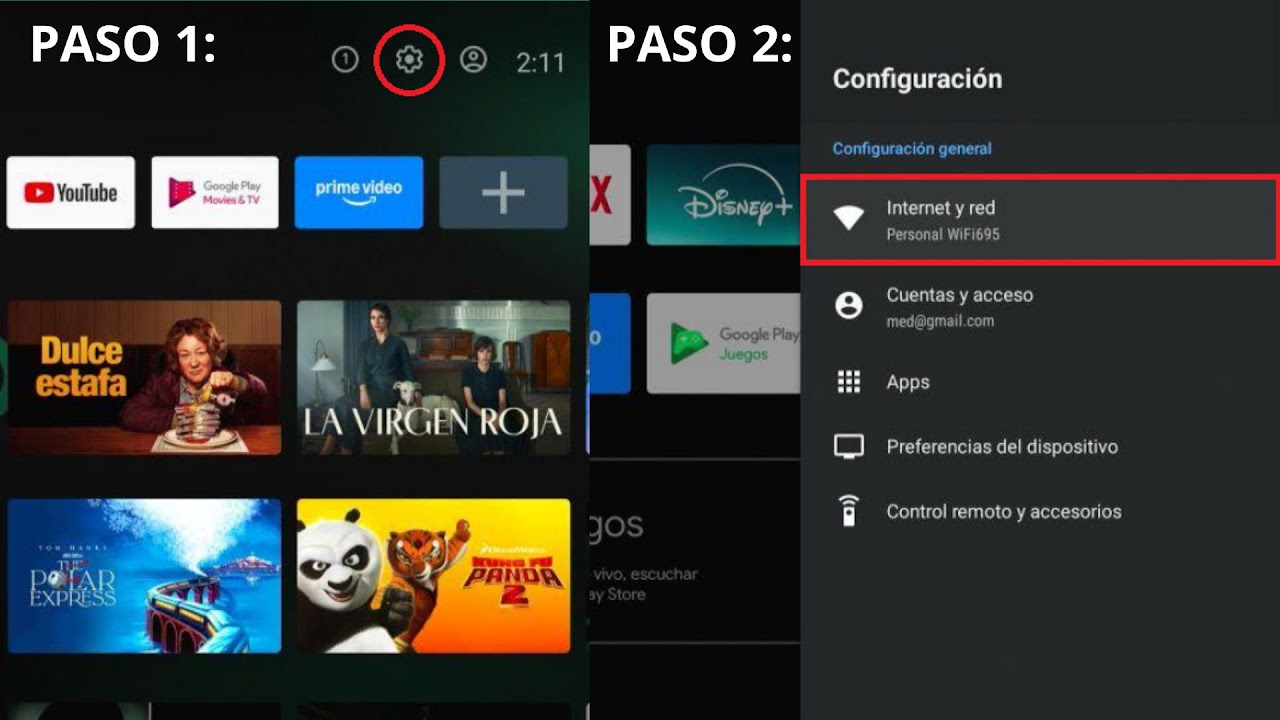 PASO 1:
1
2:11
YouTube
Google Play
Movies & TV
prime video
Dulce
estafa
LA VIRGEN ROJA
TOM HANKS
THE
POLAR
EXPRESS
DREAMWORKS
KUNG FU
PANDA
2
PASO 2:
X
Disney+
o
Google Play
Juegos
gos
vivo, escuchar
ay Store
Configuración
Configuración general
Internet y red
Personal WiFi695
Cuentas y acceso
med@gmail.com
Apps
Preferencias del dispositivo
Control remoto y accesorios